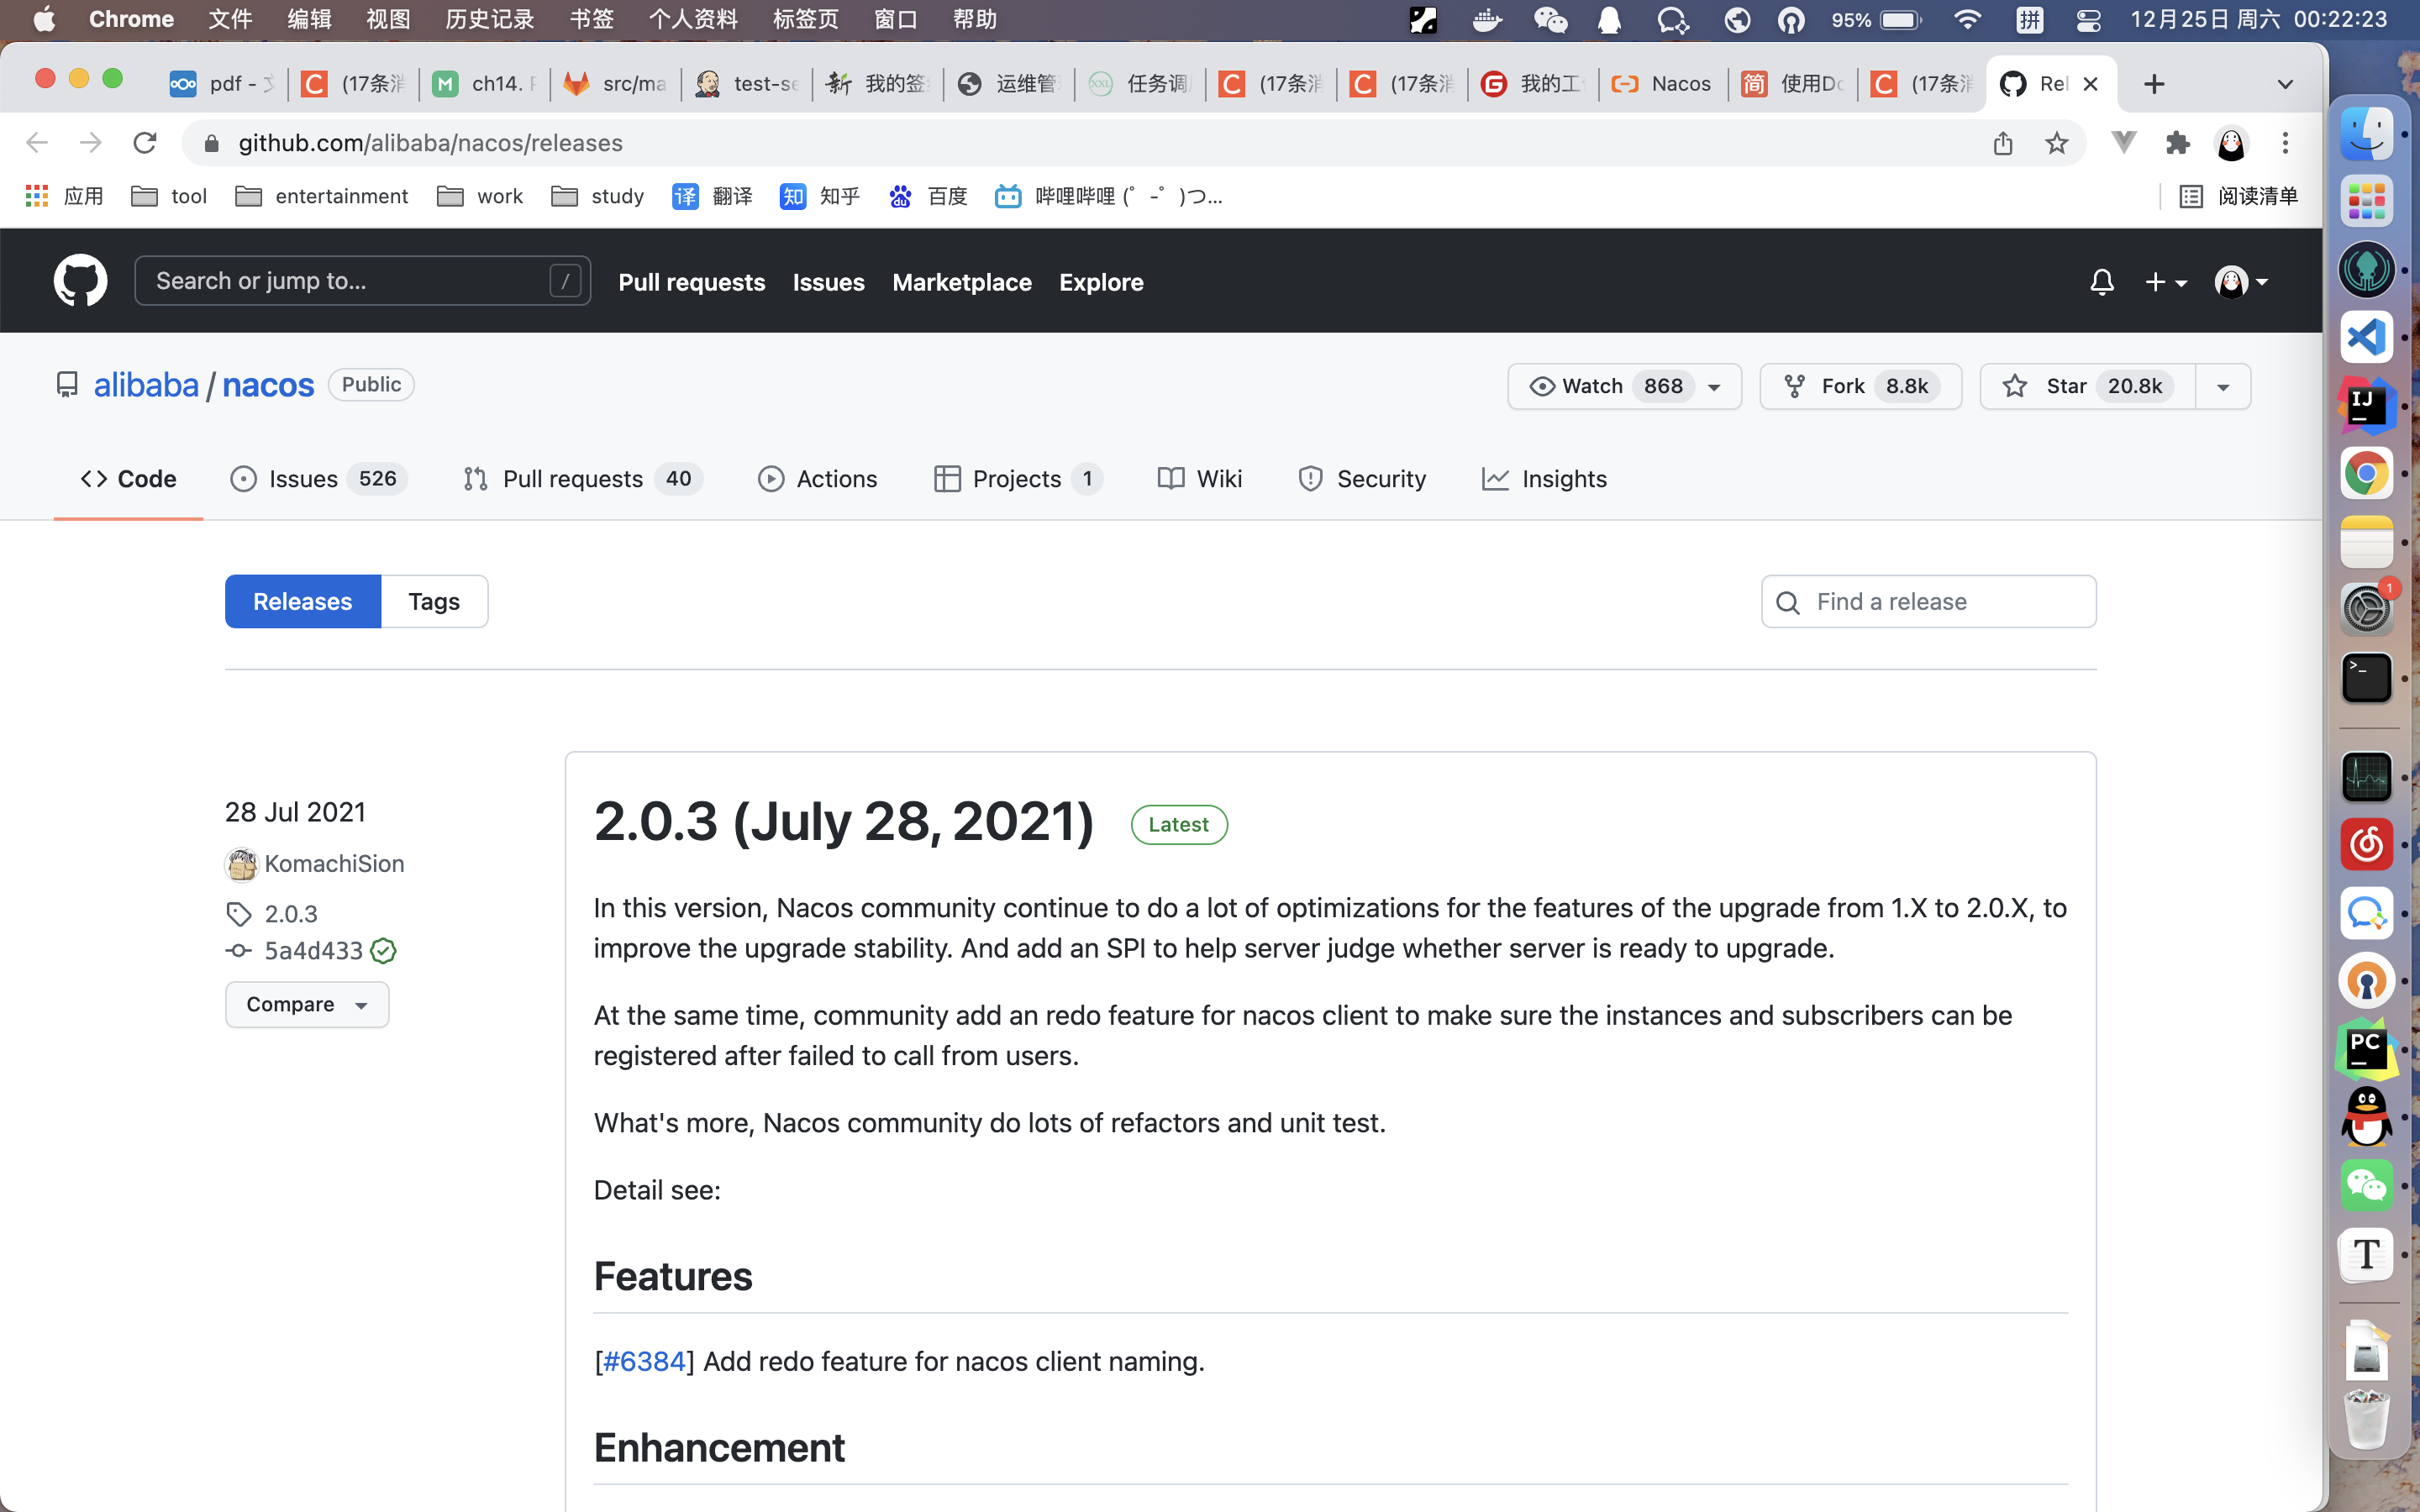 Chrome 文件 编辑 视图 历史记录 书签 个人资料 标签页 窗口 帮助 95% 拼 12月25日 周六 00:22:23
pdf - (17条 ch14. src/ma test-se 我的签 运维管 任务调 (17条 (17条 我的工 Nacos 使用Do (17条 Rel
github.com/alibaba/nacos/releases
应用 tool entertainment work study 译 翻译 知 知乎 du 百度 哔哩哔哩 (゜-゜)つ... 阅读清单
Search or jump to... / Pull requests Issues Marketplace Explore
alibaba / nacos Public Watch 868 Fork 8.8k Star 20.8k
Code Issues 526 Pull requests 40 Actions Projects 1 Wiki Security Insights
Releases Tags Find a release
28 Jul 2021
KomachiSion
2.0.3
5a4d433
Compare
2.0.3 (July 28, 2021) Latest
In this version, Nacos community continue to do a lot of optimizations for the features of the upgrade from 1.X to 2.0.X, to
improve the upgrade stability. And add an SPI to help server judge whether server is ready to upgrade.
At the same time, community add an redo feature for nacos client to make sure the instances and subscribers can be
registered after failed to call from users.
What's more, Nacos community do lots of refactors and unit test.
Detail see:
Features
[#6384] Add redo feature for nacos client naming.
Enhancement
IJ
1
>_
PC
T